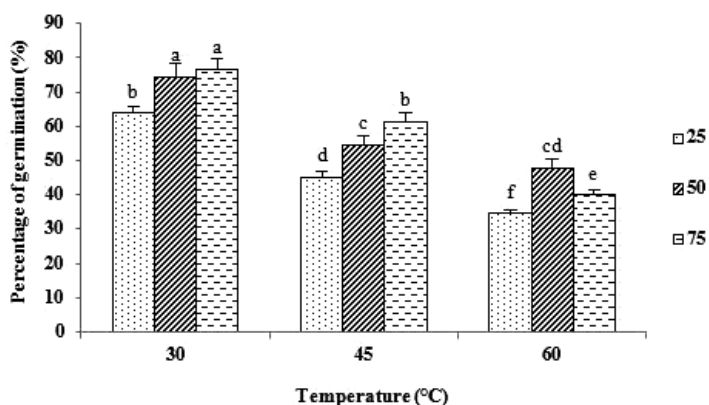 90
80
70
60
50
40
30
20
10
0
Percentage of germination (%)
b
a
a
d
c
b
f
cd
e
25
50
75
30
45
60
Temperature (°C)